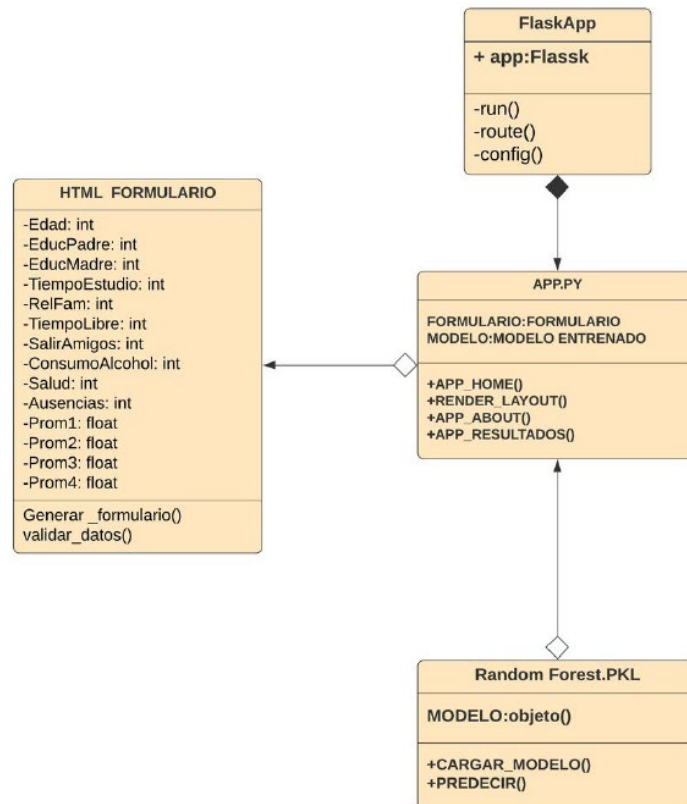 FlaskApp
+ app:Flassk
-run()
-route()
-config()
HTML FORMULARIO
-Edad: int
-EducPadre: int
-EducMadre: int
-TiempoEstudio: int
-RelFam: int
-TiempoLibre: int
-SalirAmigos: int
-ConsumoAlcohol: int
-Salud: int
-Ausencias: int
-Prom1: float
-Prom2: float
-Prom3: float
-Prom4: float
Generar _formulario()
validar_datos()
APP.PY
FORMULARIO:FORMULARIO
MODELO:MODELO ENTRENADO
+APP_HOME()
+RENDER_LAYOUT()
+APP_ABOUT()
+APP_RESULTADOS()
Random Forest.PKL
MODELO:objeto()
+CARGAR_MODELO()
+PREDECIR()